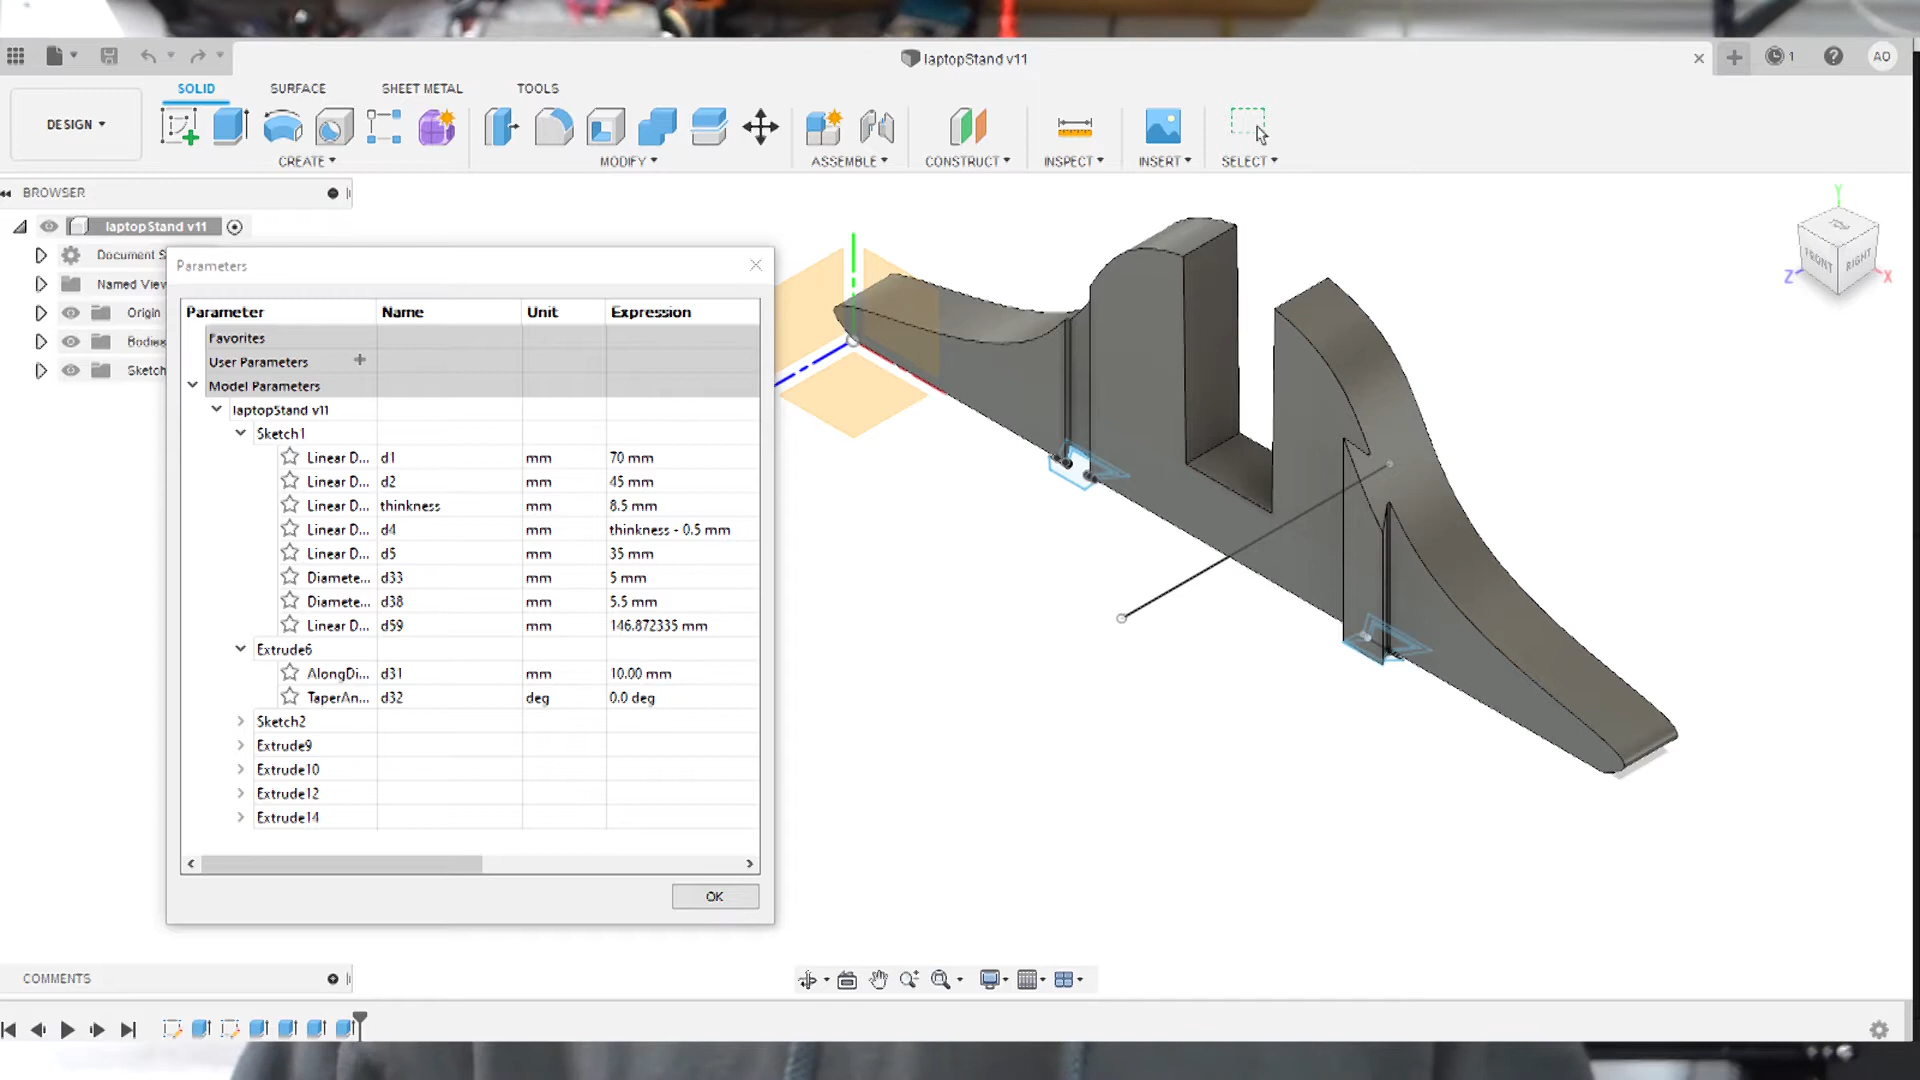 laptopStand v11
1
AO
SOLID SURFACE SHEET METAL TOOLS
DESIGN
CREATE MODIFY ASSEMBLE CONSTRUCT INSPECT INSERT SELECT
BROWSER
laptopStand v11
Document S
Named View
Origin
Bodies
Sketch
Parameters
Parameter Name Unit Expression
Favorites
User Parameters
Model Parameters
laptopStand v11
Sketch1
Linear D... d1 mm 70 mm
Linear D... d2 mm 45 mm
Linear D... thinkness mm 8.5 mm
Linear D... d4 mm thinkness - 0.5 mm
Linear D... d5 mm 35 mm
Diamete... d33 mm 5 mm
Diamete... d38 mm 5.5 mm
Linear D... d59 mm 146.872335 mm
Extrude6
AlongDi... d31 mm 10.00 mm
TaperAn... d32 deg 0.0 deg
Sketch2
Extrude9
Extrude10
Extrude12
Extrude14
OK
Y
FRONT RIGHT
Z X
COMMENTS